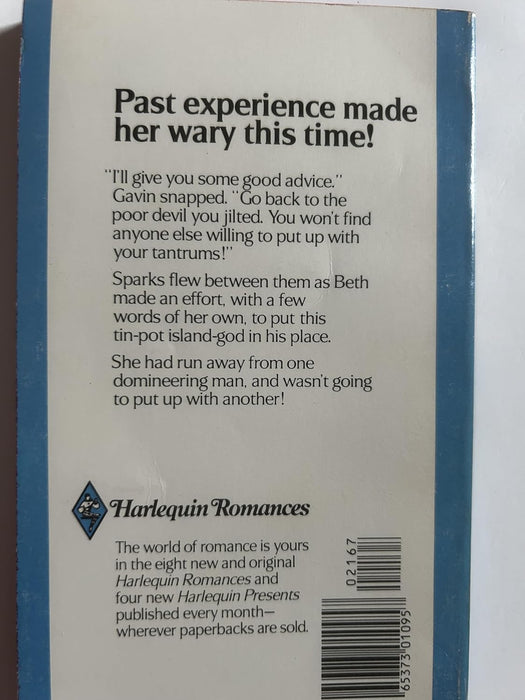 Past experience made
her wary this time!
"I'll give you some good advice."
Gavin snapped. "Go back to the
poor devil you jilted. You won't find
anyone else willing to put up with
your tantrums!"
Sparks flew between them as Beth
made an effort, with a few
words of her own, to put this
tin-pot island-god in his place.
She had run away from one
domineering man, and wasn't going
to put up with another!
Harlequin Romances
The world of romance is yours
in the eight new and original
Harlequin Romances and
four new Harlequin Presents
published every month—
wherever paperbacks are sold.
02167
65373 01095